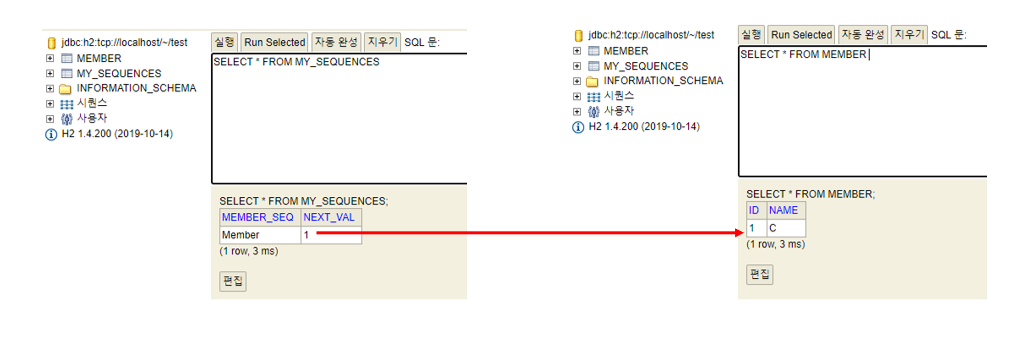 jdbc:h2:tcp://localhost/~/test
MEMBER
MY_SEQUENCES
INFORMATION_SCHEMA
시퀀스
사용자
H2 1.4.200 (2019-10-14)
실행 Run Selected 자동 완성 지우기 SQL 문:
SELECT * FROM MY_SEQUENCES
SELECT * FROM MY_SEQUENCES;
MEMBER_SEQ NEXT_VAL
Member 1
(1 row, 3 ms)
편집
jdbc:h2:tcp://localhost/~/test
MEMBER
MY_SEQUENCES
INFORMATION_SCHEMA
시퀀스
사용자
H2 1.4.200 (2019-10-14)
실행 Run Selected 자동 완성 지우기 SQL 문:
SELECT * FROM MEMBER
SELECT * FROM MEMBER;
ID NAME
1 C
(1 row, 3 ms)
편집